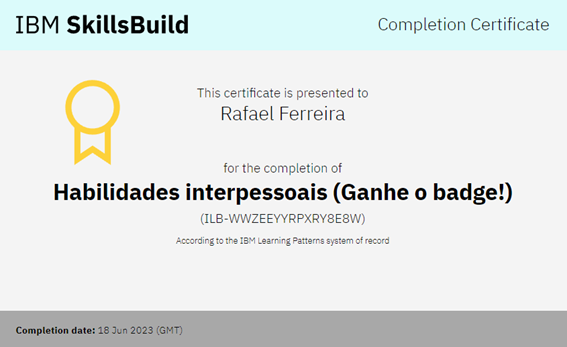 IBM SkillsBuild
Completion Certificate
This certificate is presented to
Rafael Ferreira
for the completion of
Habilidades interpessoais (Ganhe o badge!)
(ILB-WWZEEYYRPXRY8E8W)
According to the IBM Learning Patterns system of record
Completion date: 18 Jun 2023 (GMT)